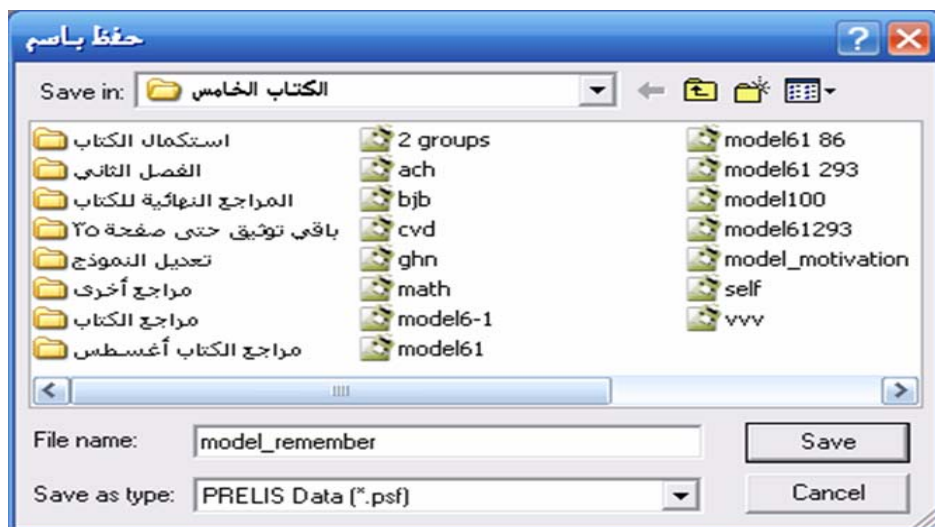 حفظ باسم
Save in: الكتاب الخامس
استكمال الكتاب
الفصل الثاني
المراجع النهائية للكتاب
باقي توثيق حتى صفحة ٢٥
تعديل النموذج
مراجع أخرى
مراجع الكتاب
مراجع الكتاب أغسطس
2 groups
ach
bjb
cvd
ghn
math
model6-1
model61
model61 86
model61 293
model100
model61293
model_motivation
self
vvv
File name: model_remember
Save
Save as type: PRELIS Data (*.psf)
Cancel